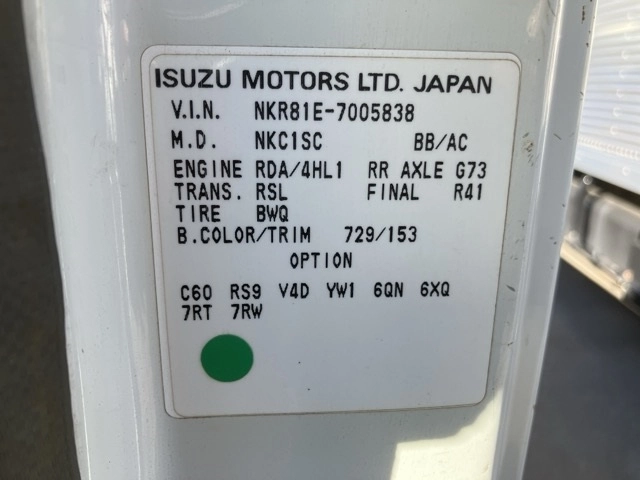 ISUZU MOTORS LTD. JAPAN
V.I.N. NKR81E-7005838
M.D. NKC1SC BB/AC
ENGINE RDA/4HL1 RR AXLE G73
TRANS. RSL FINAL R41
TIRE BWQ
B.COLOR/TRIM 729/153
OPTION
C60 RS9 V4D YW1 6QN 6XQ
7RT 7RW